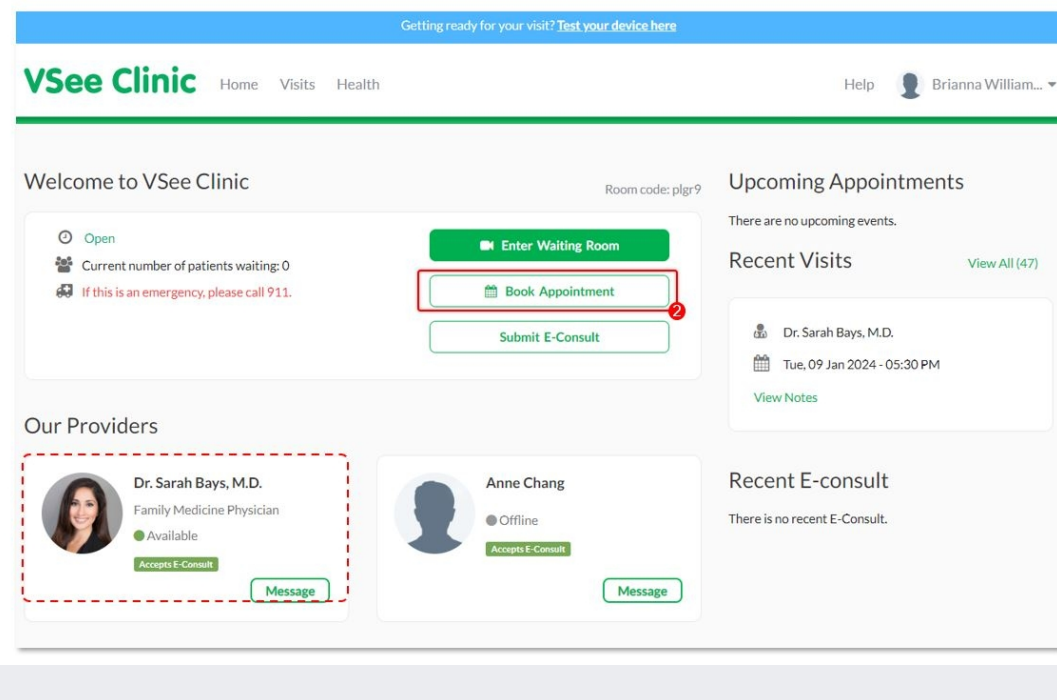 Getting ready for your visit? Test your device here
VSee Clinic Home Visits Health Help Brianna William...
Welcome to VSee Clinic
Room code: plgr9
Open
Current number of patients waiting: 0
If this is an emergency, please call 911.
Enter Waiting Room
Book Appointment
2
Submit E-Consult
Our Providers
Dr. Sarah Bays, M.D.
Family Medicine Physician
Available
Accepts E-Consult
Message
Anne Chang
Offline
Accepts E-Consult
Message
Upcoming Appointments
There are no upcoming events.
Recent Visits View All (47)
Dr. Sarah Bays, M.D.
Tue, 09 Jan 2024 - 05:30 PM
View Notes
Recent E-consult
There is no recent E-Consult.